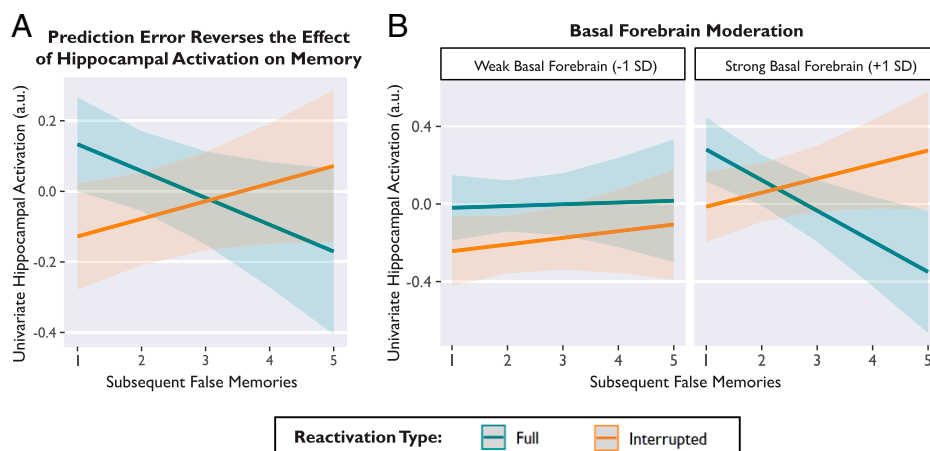 A
Prediction Error Reverses the Effect
of Hippocampal Activation on Memory
Univariate Hippocampal Activation (a.u.)
0.2
0.0
-0.2
-0.4
1
2
3
4
5
Subsequent False Memories
B
Basal Forebrain Moderation
Weak Basal Forebrain (-1 SD)
Strong Basal Forebrain (+1 SD)
Univariate Hippocampal Activation (a.u.)
0.4
0.0
-0.4
1
2
3
4
5
1
2
3
4
5
Subsequent False Memories
Reactivation Type:
Full
Interrupted